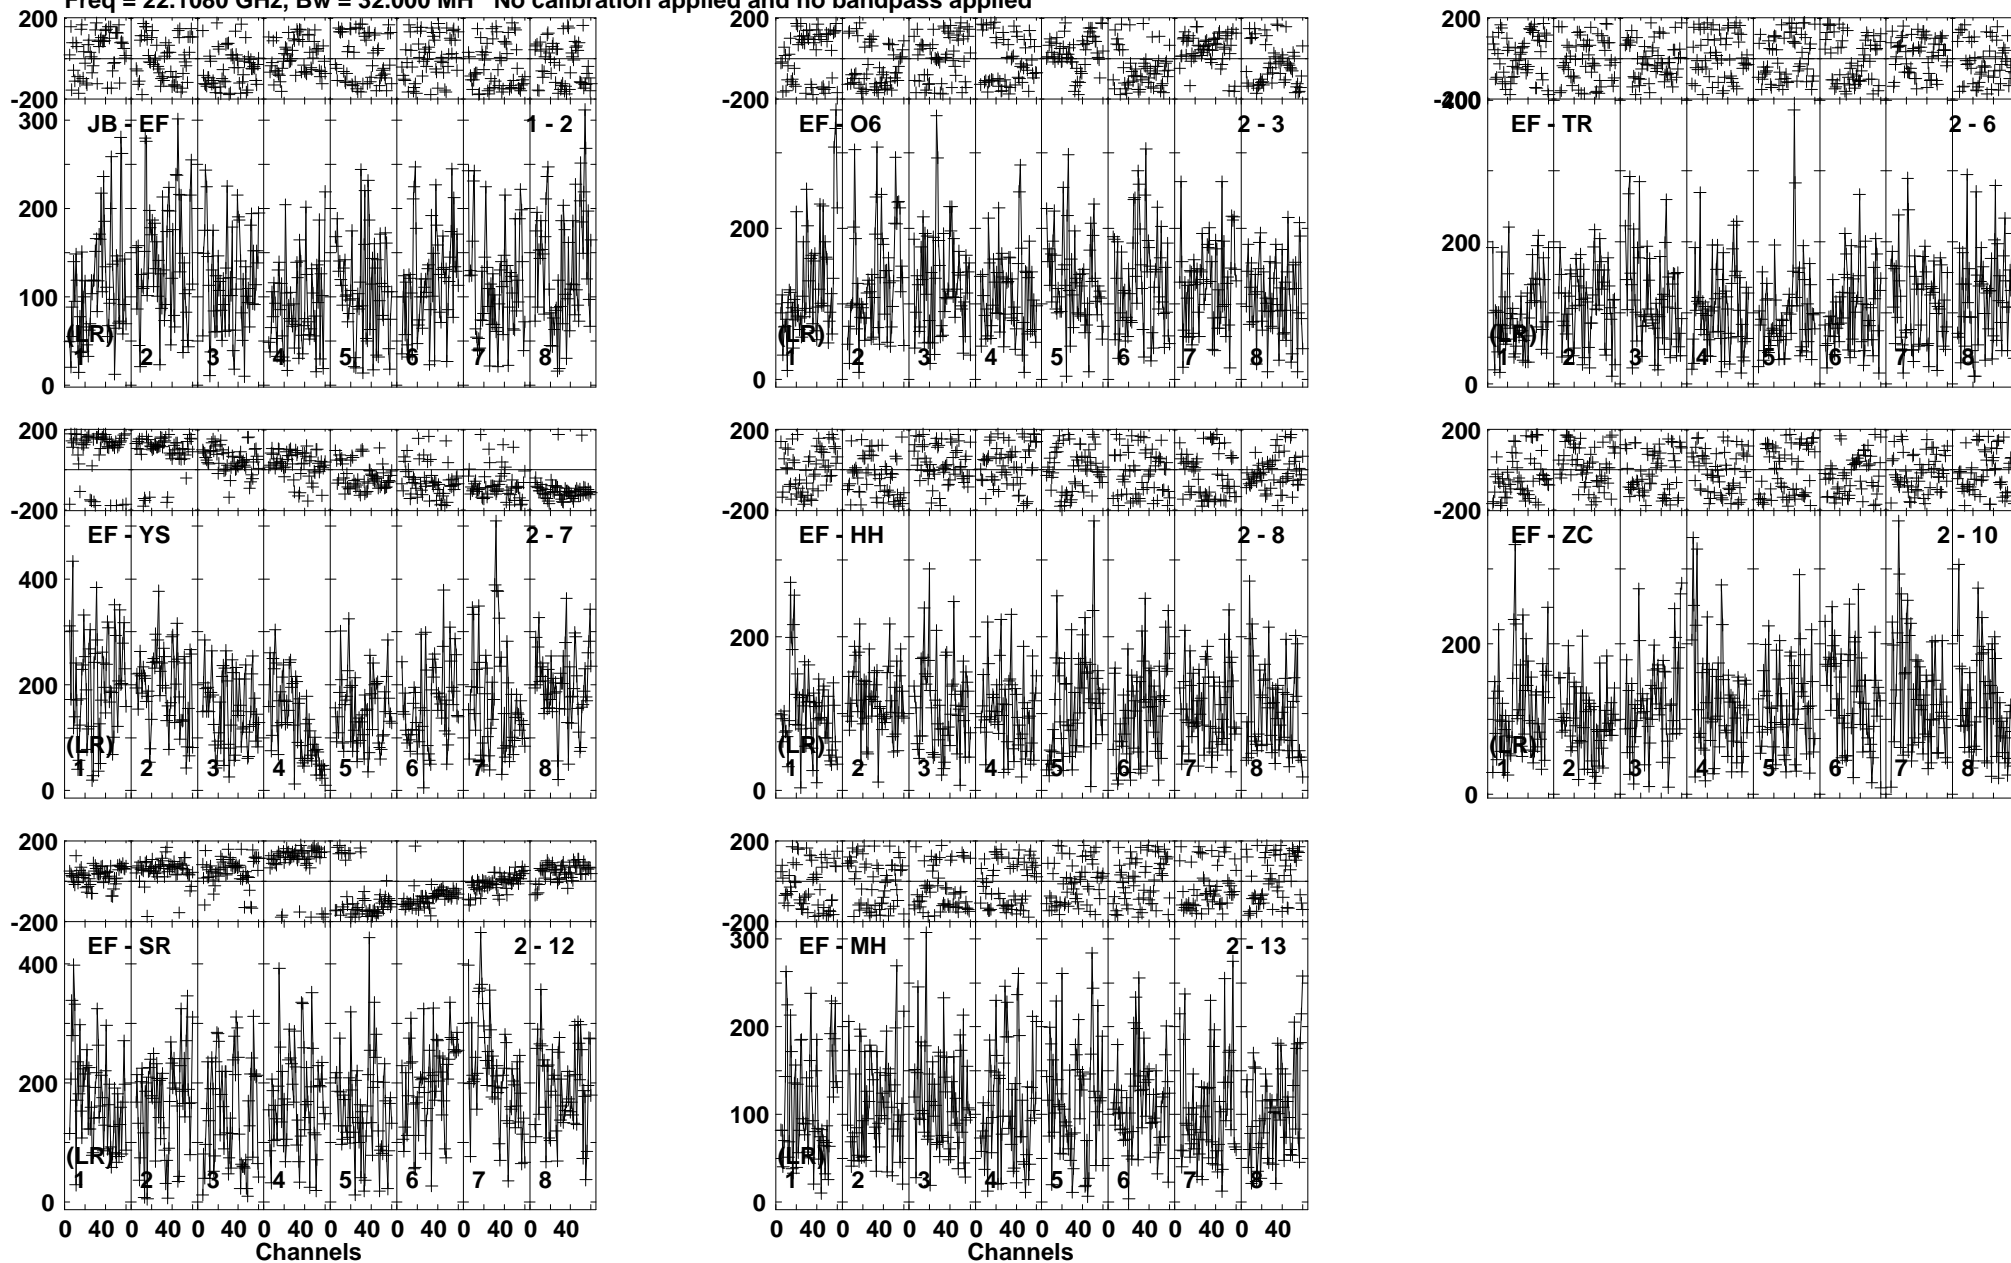 Freq = 22.1080 GHz, Bw = 32.000 MH No calibration applied and no bandpass applied
200
-200
300
200
100
0
JB - EF 1 - 2
(LR)
1 2 3 4 5 6 7 8
200
-200
200
0
EF - O6 2 - 3
(LR)
1 2 3 4 5 6 7 8
200
-200
400
200
0
EF - TR 2 - 6
(LR)
1 2 3 4 5 6 7 8
200
-200
400
200
0
EF - YS 2 - 7
(LR)
1 2 3 4 5 6 7 8
200
-200
200
0
EF - HH 2 - 8
(LR)
1 2 3 4 5 6 7 8
200
-200
200
0
EF - ZC 2 - 10
(LR)
1 2 3 4 5 6 7 8
200
-200
400
200
0
EF - SR 2 - 12
(LR)
1 2 3 4 5 6 7 8
0 40 0 40 0 40 0 40 0 40 0 40 0 40 0 40
Channels
200
-200
300
200
100
0
EF - MH 2 - 13
(LR)
1 2 3 4 5 6 7 8
0 40 0 40 0 40 0 40 0 40 0 40 0 40 0 40
Channels